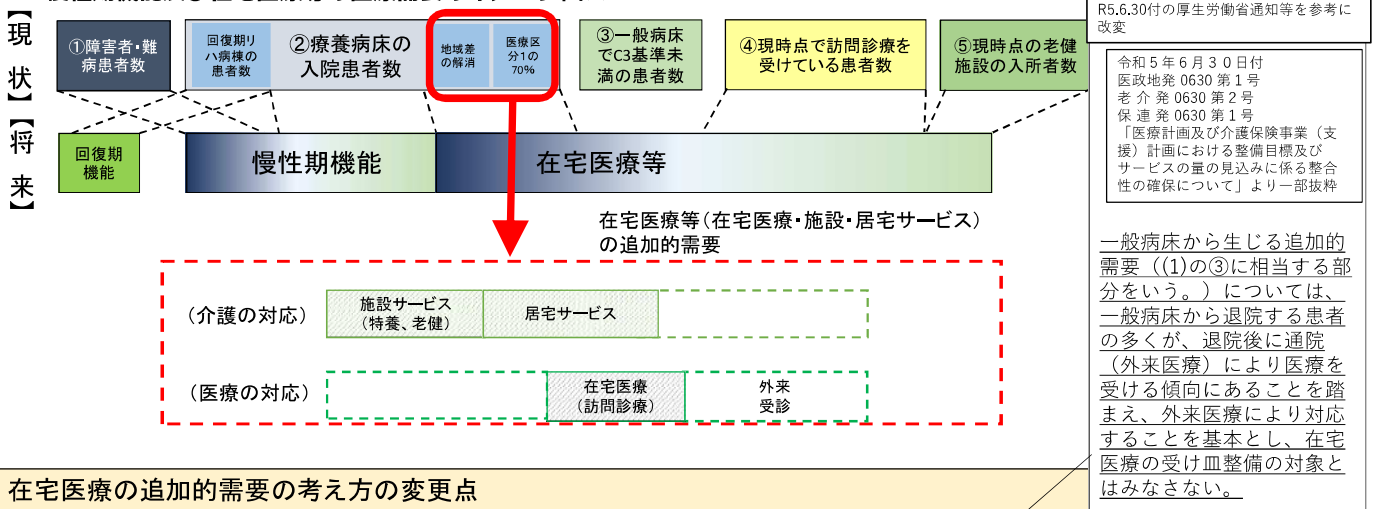 【現状】
①障害者・難
病患者数
回復期リ
ハ病棟の
患者数
②療養病床の
入院患者数
地域差
の解消
医療区
分1の
70%
③一般病床
でC3基準未
満の患者数
④現時点で訪問診療を
受けている患者数
⑤現時点の老健
施設の入所者数
【将来】
回復期
機能
慢性期機能
在宅医療等
在宅医療等(在宅医療・施設・居宅サービス)
の追加的需要
(介護の対応)
施設サービス
(特養、老健)
居宅サービス
(医療の対応)
在宅医療
(訪問診療)
外来
受診
在宅医療の追加的需要の考え方の変更点
R5.6.30付の厚生労働省通知等を参考に
改変
令和5年6月30日付
医政地発 0630 第1号
老 介 発 0630 第2号
保 連 発 0630 第1号
「医療計画及び介護保険事業(支
援)計画における整備目標及び
サービスの量の見込みに係る整合
性の確保について」より一部抜粋
一般病床から生じる追加的
需要((1)の③に相当する部
分をいう。)については、
一般病床から退院する患者
の多くが、退院後に通院
(外来医療)により医療を
受ける傾向にあることを踏
まえ、外来医療により対応
することを基本とし、在宅
医療の受け皿整備の対象と
はみなさない。